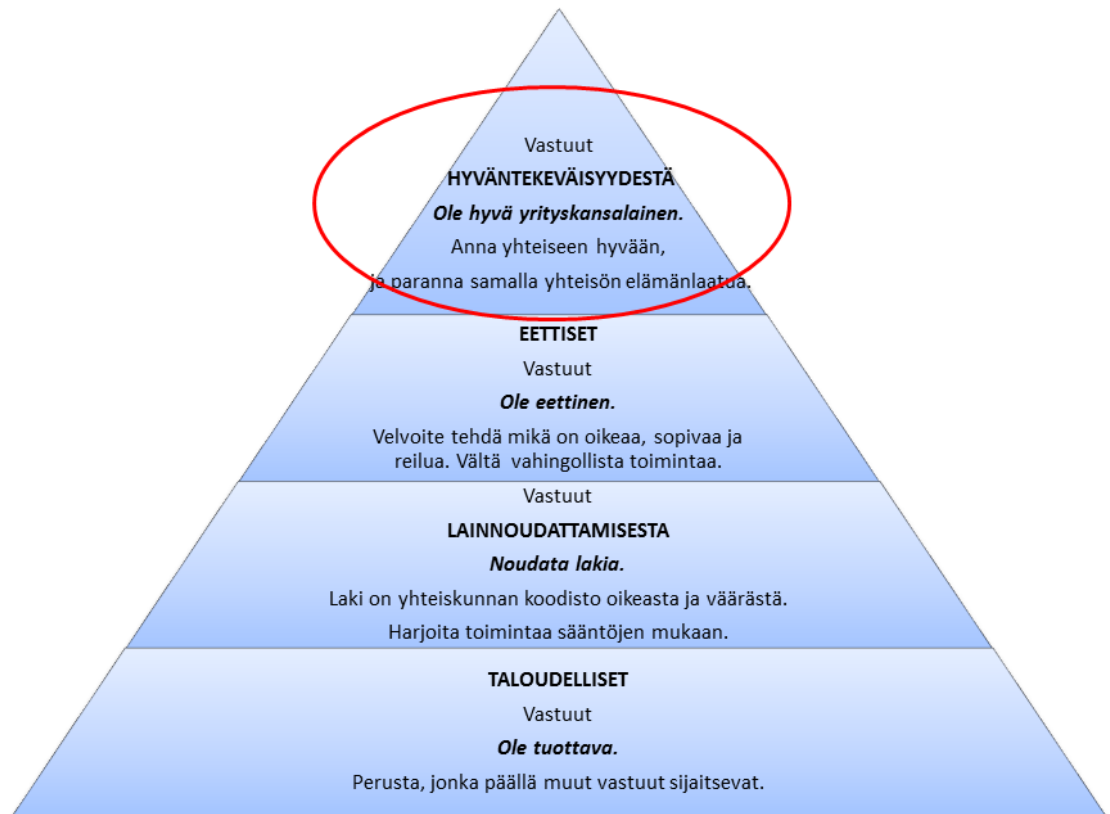 Vastuut
HYVÄNTEKEVÄISYYDESTÄ
Ole hyvä yrityskansalainen.
Anna yhteiseen hyvään,
ja paranna samalla yhteisön elämänlaatua.
EETTISET
Vastuut
Ole eettinen.
Velvoite tehdä mikä on oikeaa, sopivaa ja
reilua. Vältä vahingollista toimintaa.
Vastuut
LAINNOUDATTAMISESTA
Noudata lakia.
Laki on yhteiskunnan koodisto oikeasta ja väärästä.
Harjoita toimintaa sääntöjen mukaan.
TALOUDELLISET
Vastuut
Ole tuottava.
Perusta, jonka päällä muut vastuut sijaitsevat.